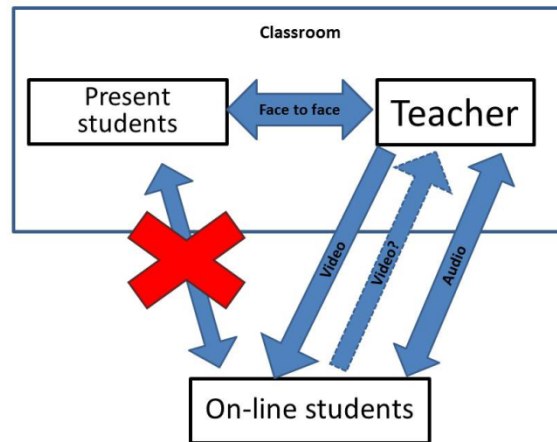 Classroom
Present
students
Face to face
Teacher
Video
Video?
Audio
On-line students